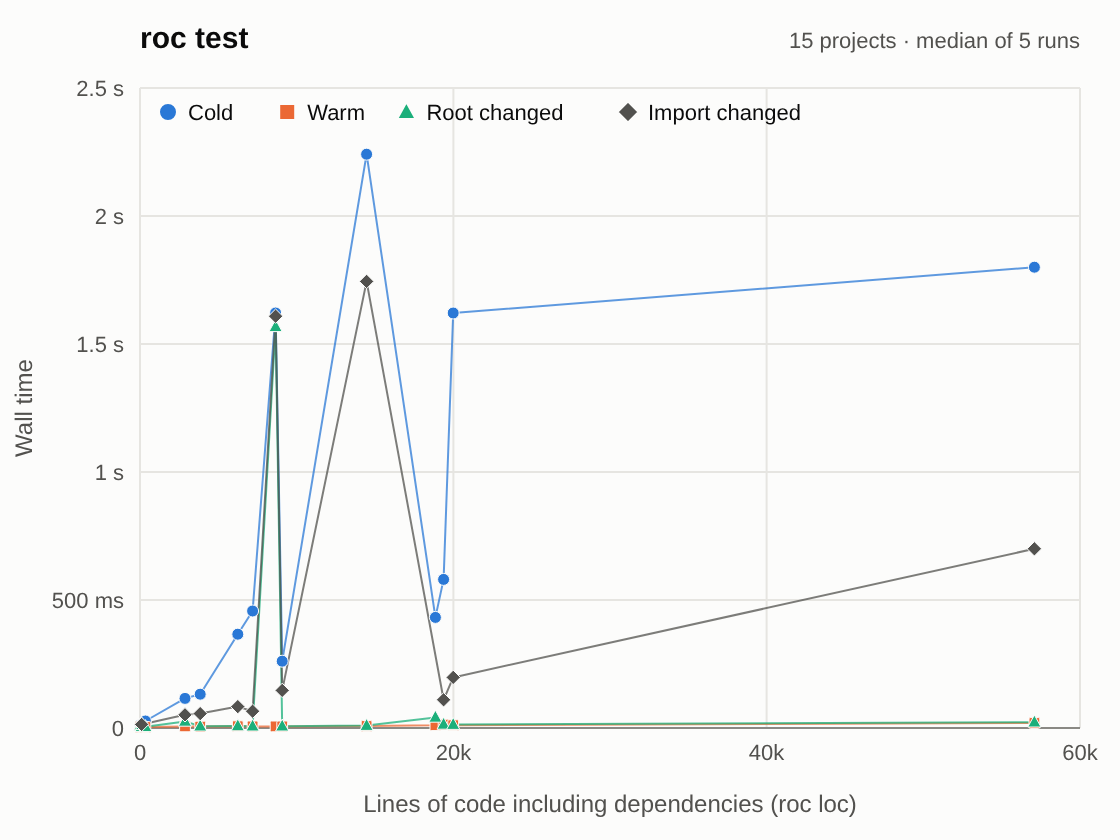 roc test
15 projects · median of 5 runs
2.5 s
Cold
Warm
Root changed
Import changed
2 s
1.5 s
Wall time
1 s
500 ms
0
0
20k
40k
60k
Lines of code including dependencies (roc loc)